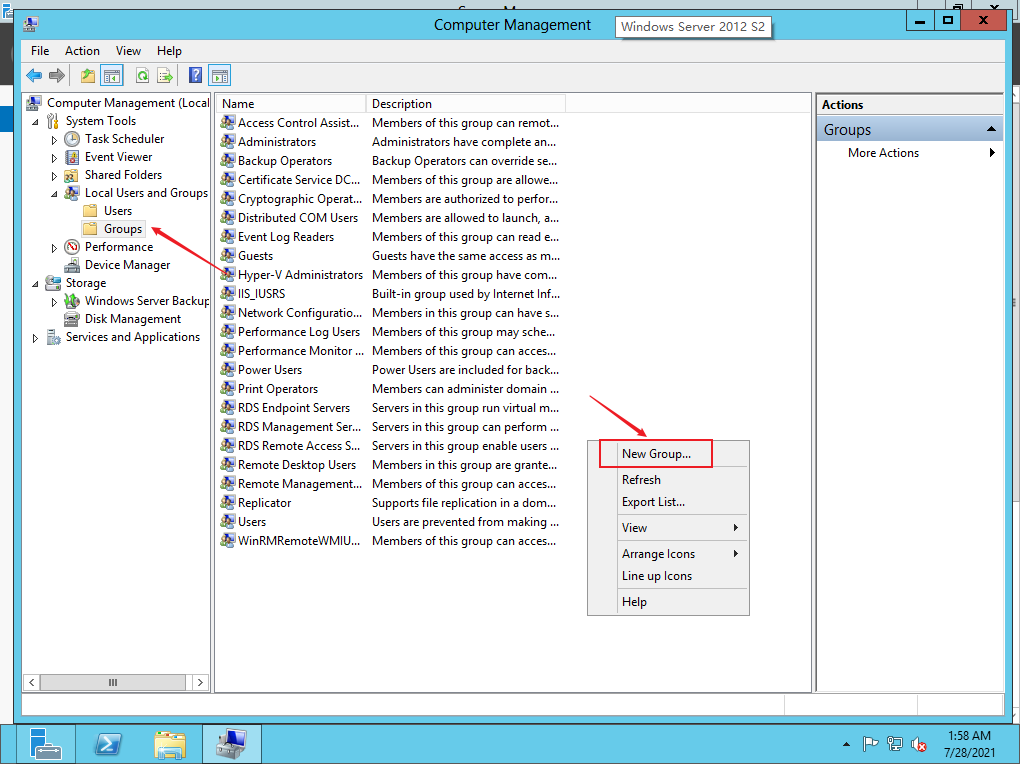 Computer Management
Windows Server 2012 S2
File Action View Help
Computer Management (Local
System Tools
Task Scheduler
Event Viewer
Shared Folders
Local Users and Groups
Users
Groups
Performance
Device Manager
Storage
Windows Server Backup
Disk Management
Services and Applications
Name Description
Access Control Assist... Members of this group can remot...
Administrators Administrators have complete an...
Backup Operators Backup Operators can override se...
Certificate Service DC... Members of this group are allowe...
Cryptographic Operat... Members are authorized to perfor...
Distributed COM Users Members are allowed to launch, a...
Event Log Readers Members of this group can read e...
Guests Guests have the same access as m...
Hyper-V Administrators Members of this group have com...
IIS_IUSRS Built-in group used by Internet Inf...
Network Configuratio... Members in this group can have s...
Performance Log Users Members of this group may sche...
Performance Monitor ... Members of this group can acces...
Power Users Power Users are included for back...
Print Operators Members can administer domain ...
RDS Endpoint Servers Servers in this group run virtual m...
RDS Management Ser... Servers in this group can perform ...
RDS Remote Access S... Servers in this group enable users ...
Remote Desktop Users Members in this group are grante...
Remote Management... Members of this group can acces...
Replicator Supports file replication in a dom...
Users Users are prevented from making ...
WinRMRemoteWMIU... Members of this group can acces...
New Group...
Refresh
Export List...
View
Arrange Icons
Line up Icons
Help
Actions
Groups
More Actions
1:58 AM
7/28/2021